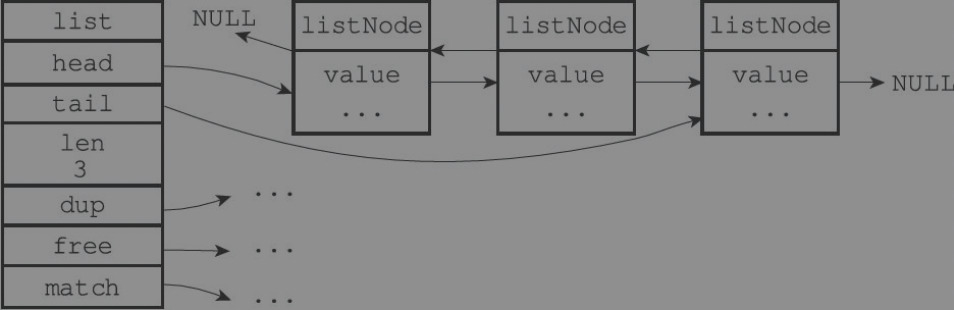 list
head
tail
len
3
dup
free
match
NULL
listNode
value
...
listNode
value
...
listNode
value
...
NULL
...
...
...